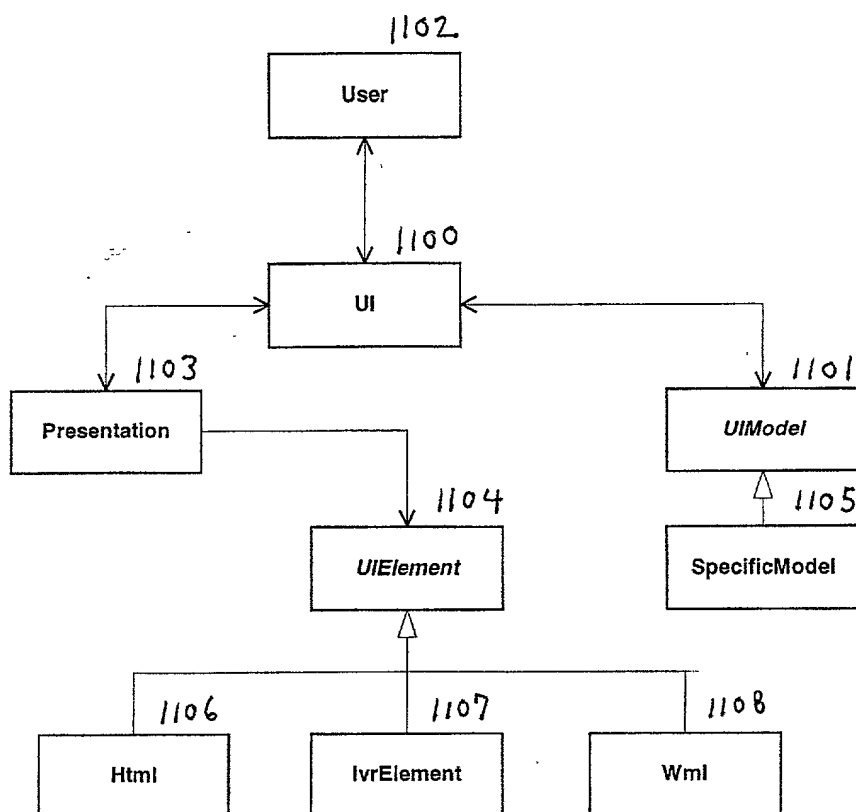 1102
User
1100
UI
1103
Presentation
1101
UIModel
1104
UIElement
1105
SpecificModel
1106
Html
1107
IvrElement
1108
Wml